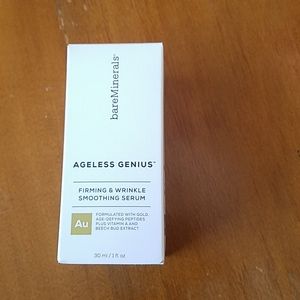 bareMinerals®
AGELESS GENIUS™
FIRMING & WRINKLE
SMOOTHING SERUM
Au
FORMULATED WITH GOLD,
AGE-DEFYING PEPTIDES
PLUS VITAMIN A AND
BEECH BUD EXTRACT
30 ml / 1 fl oz